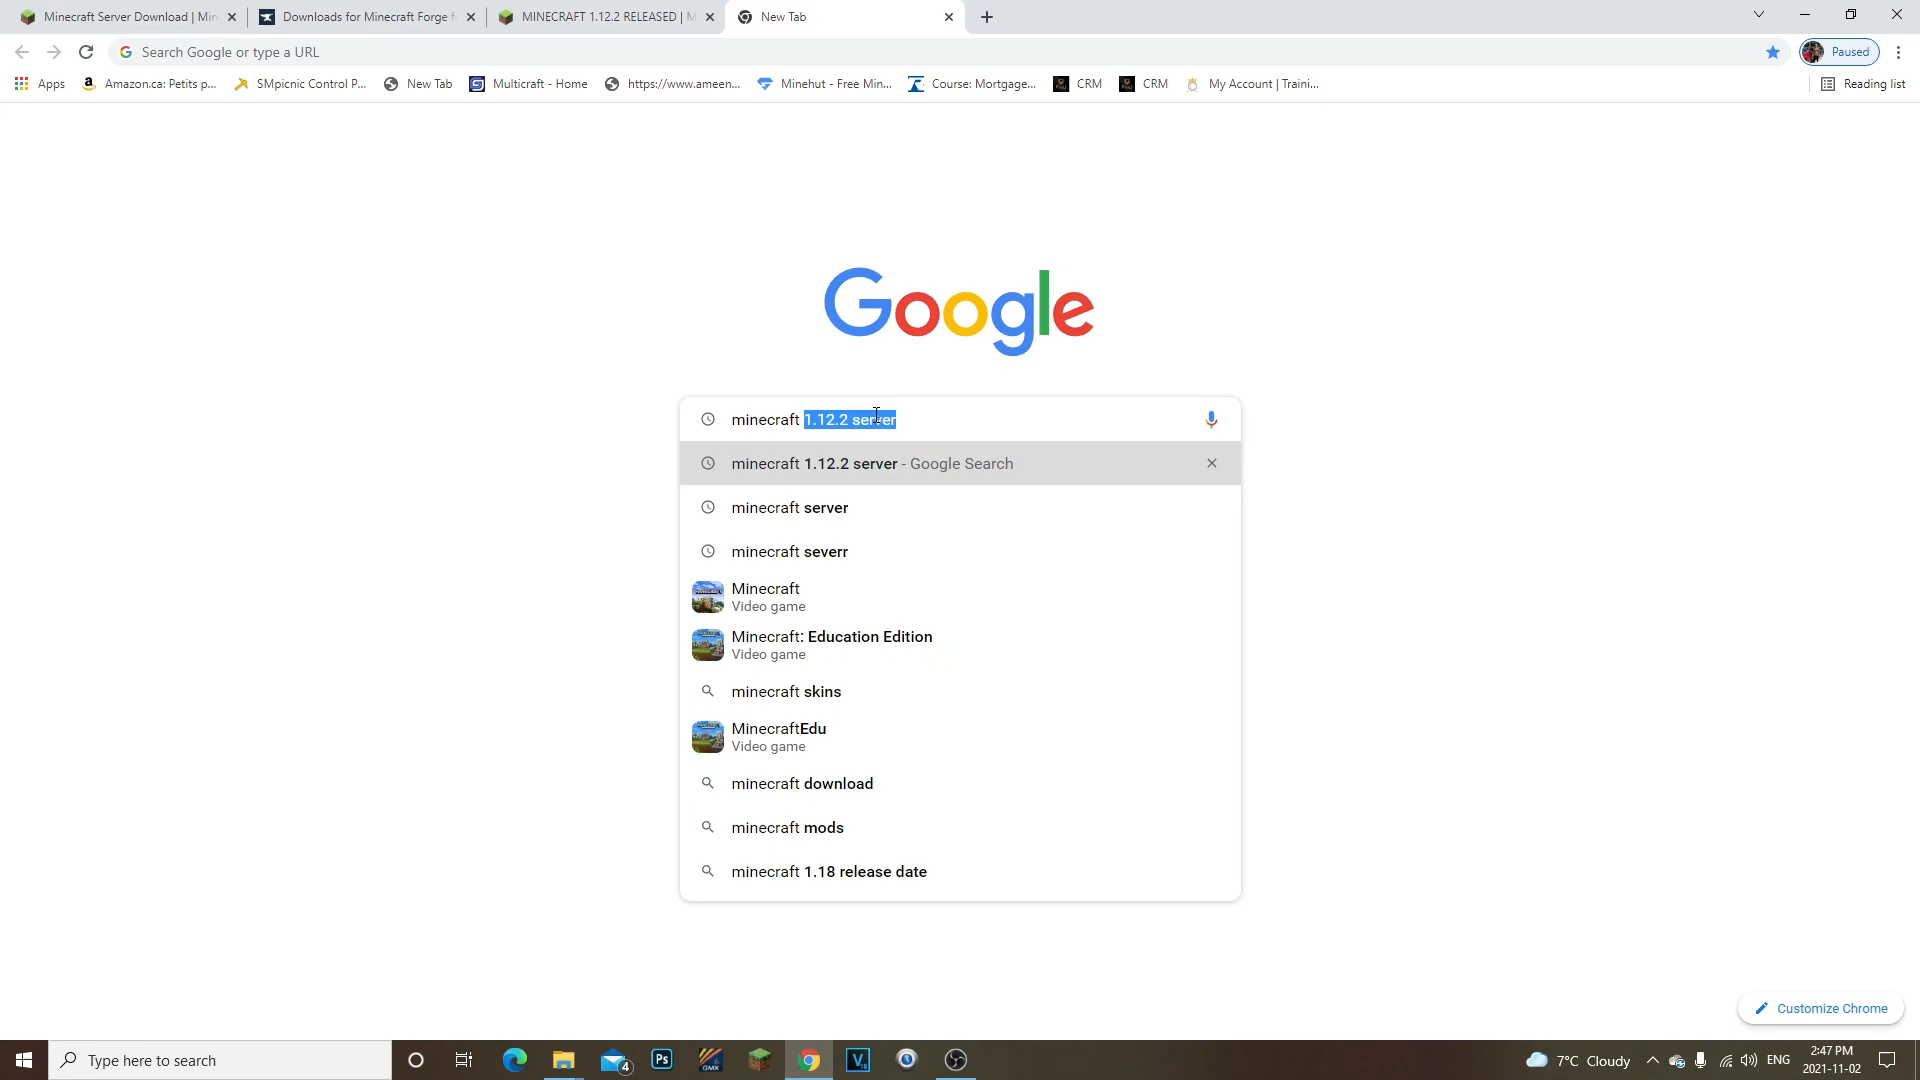 Minecraft Server Download | Min
Downloads for Minecraft Forge f
MINECRAFT 1.12.2 RELEASED | M
New Tab
Search Google or type a URL
Paused
Apps
Amazon.ca: Petits p...
SMpicnic Control P...
New Tab
Multicraft - Home
https://www.ameen...
Minehut - Free Min...
Course: Mortgage...
CRM
CRM
My Account | Traini...
Reading list
Google
minecraft 1.12.2 server
minecraft 1.12.2 server - Google Search
minecraft server
minecraft severr
Minecraft
Video game
Minecraft: Education Edition
Video game
minecraft skins
MinecraftEdu
Video game
minecraft download
minecraft mods
minecraft 1.18 release date
Customize Chrome
Type here to search
4
Ps
GMX
V
7°C Cloudy
ENG
2:47 PM
2021-11-02